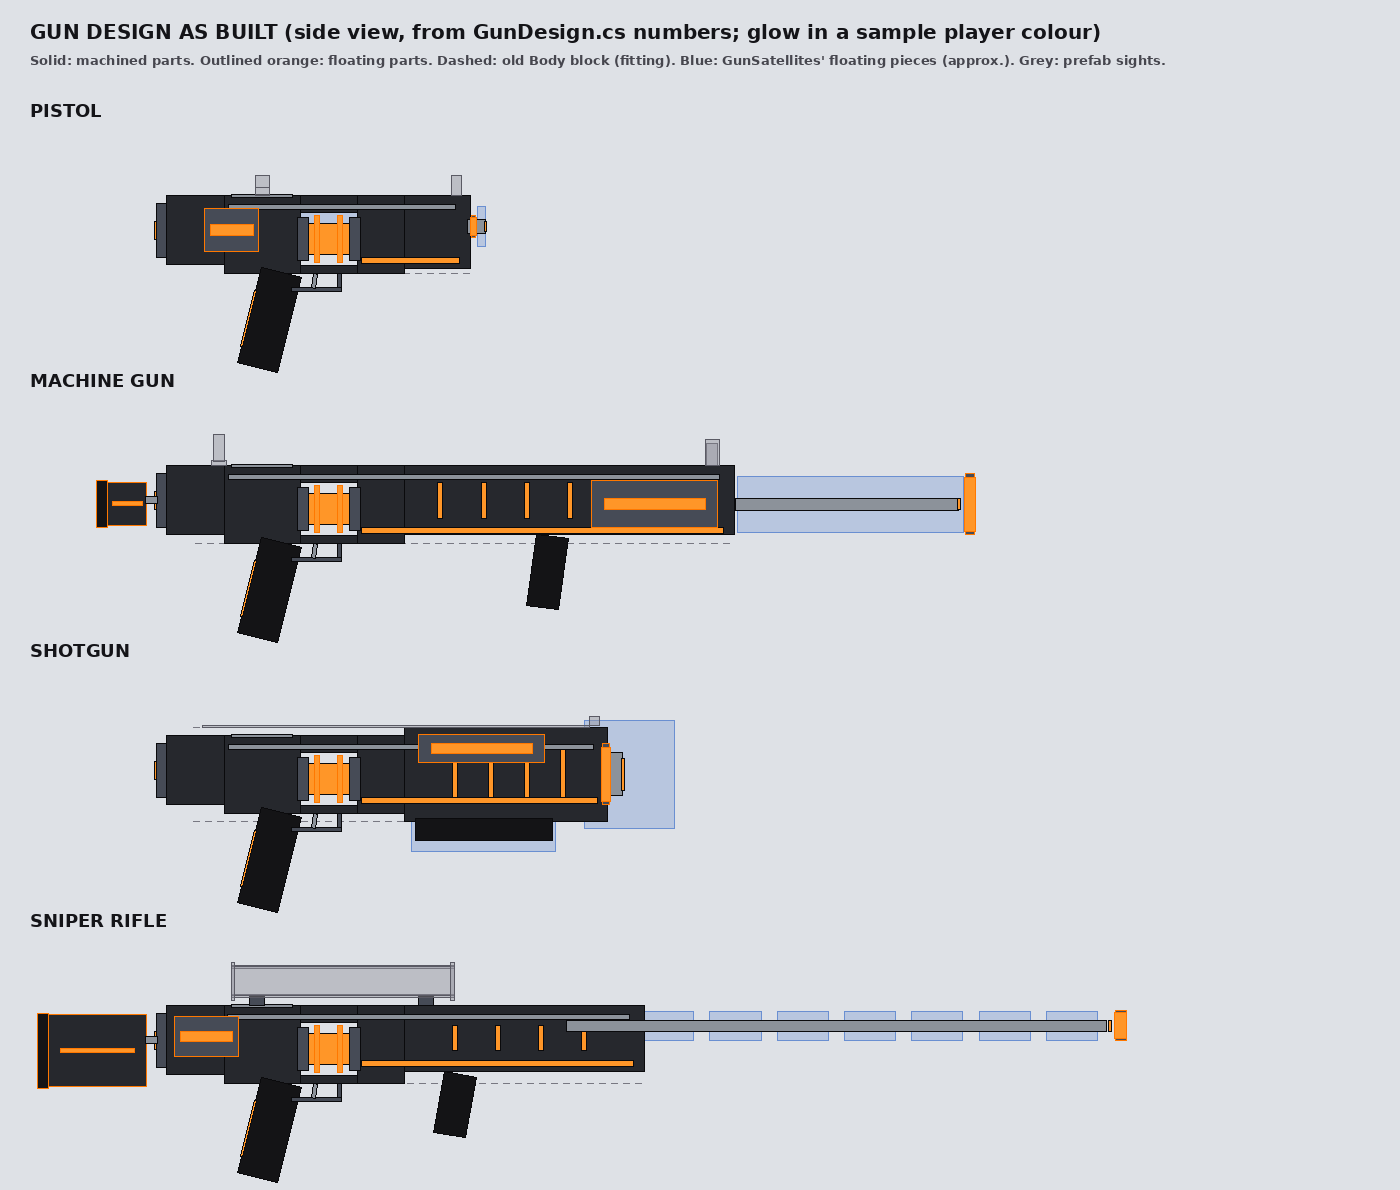 GUN DESIGN AS BUILT (side view, from GunDesign.cs numbers; glow in a sample player colour)
Solid: machined parts. Outlined orange: floating parts. Dashed: old Body block (fitting). Blue: GunSatellites' floating pieces (approx.). Grey: prefab sights.
PISTOL
MACHINE GUN
SHOTGUN
SNIPER RIFLE